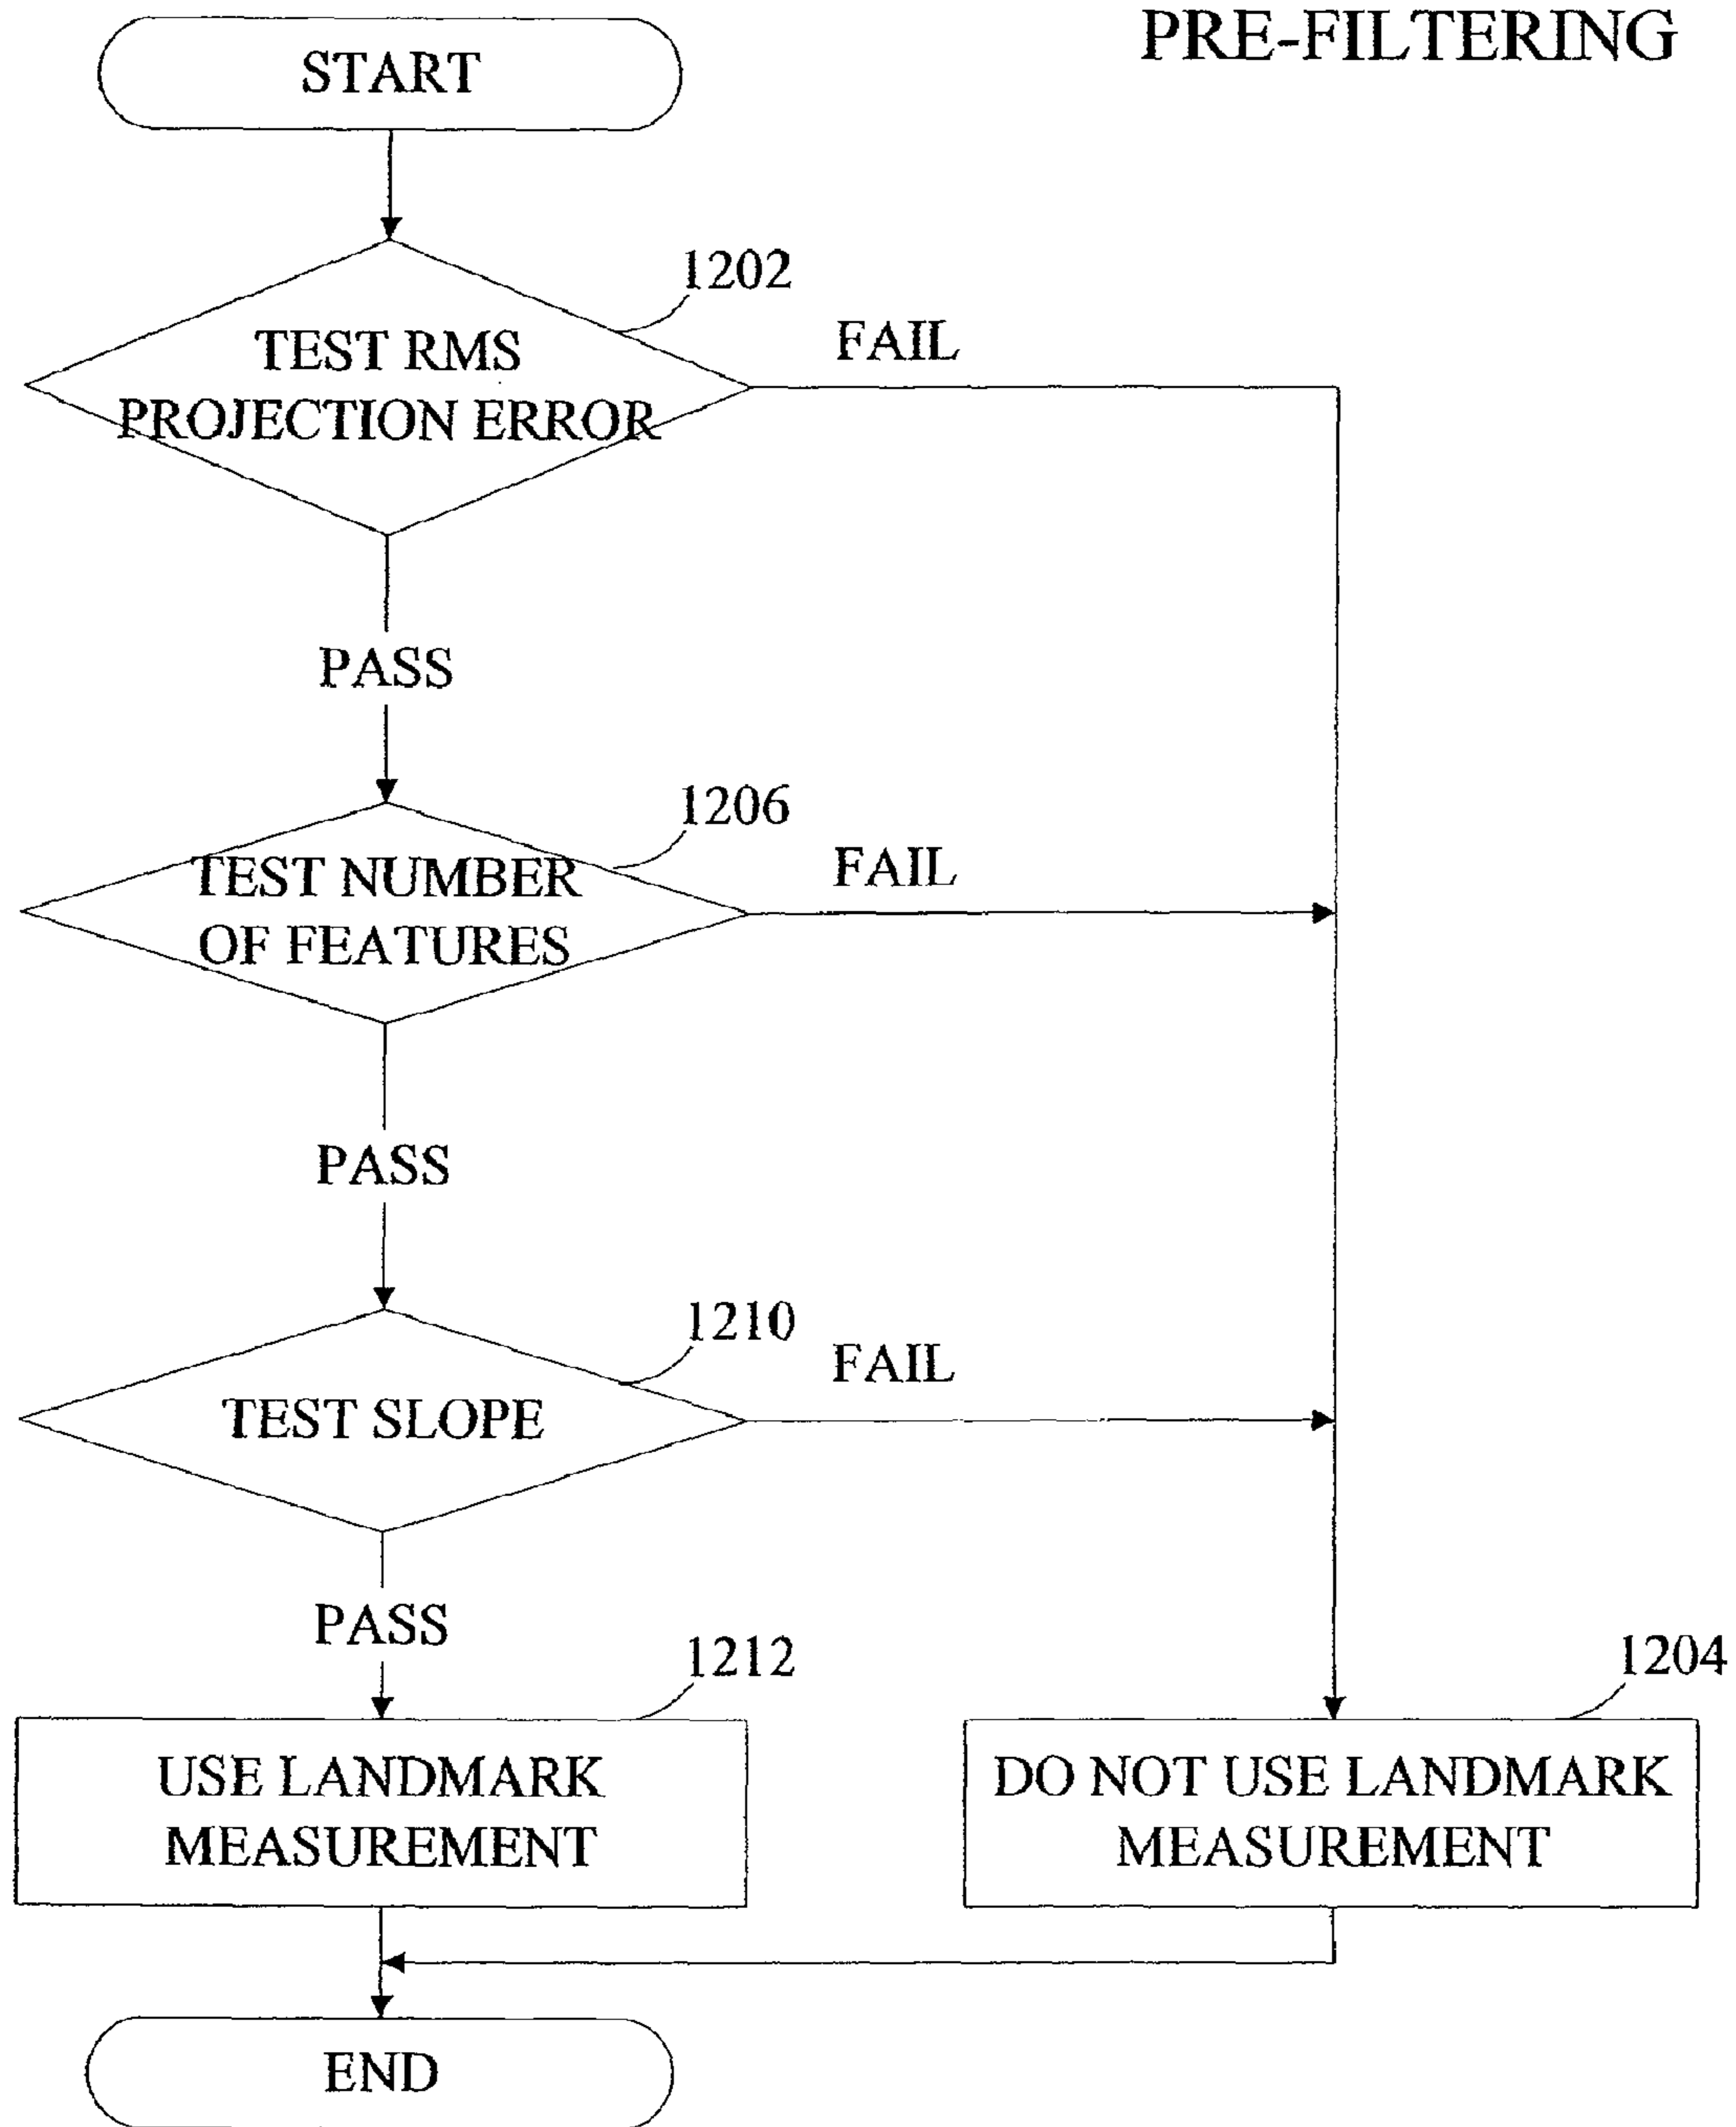 PRE-FILTERING
START
1202
TEST RMS
PROJECTION ERROR
FAIL
PASS
1206
TEST NUMBER
OF FEATURES
FAIL
PASS
1210
TEST SLOPE
FAIL
PASS
1212
USE LANDMARK
MEASUREMENT
1204
DO NOT USE LANDMARK
MEASUREMENT
END